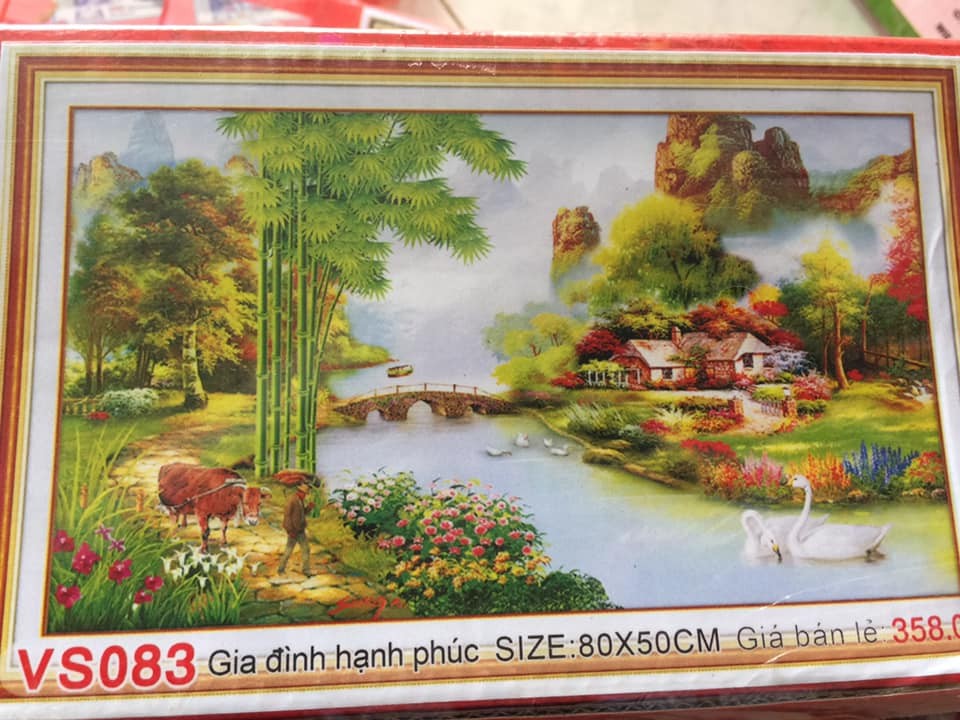 VS083 Gia đình hạnh phúc SIZE:80X50CM Giá bán lẻ: 358.0